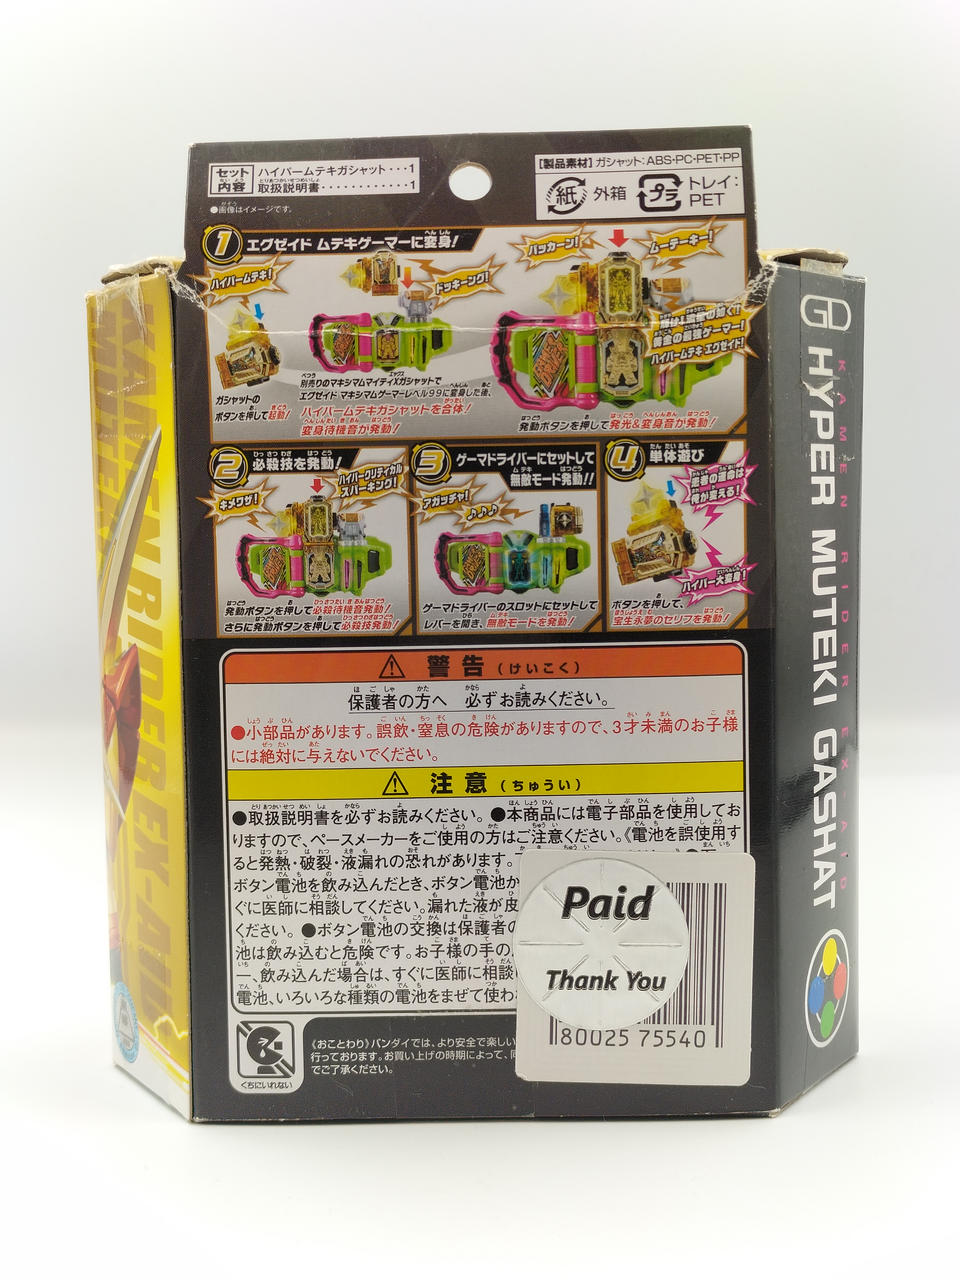 セット内容
ハイパームテキガシャット・・・1
取扱説明書・・・・・・・・・・・・1
●画像はイメージです。
【製品素材】ガシャット：ABS・PC・PET・PP
紙 外箱 プラ トレイ：PET
1 エグゼイド ムテキゲーマーに変身！
ハイパームテキ！
ドッキーング！
パッカーン！
ムーテーキー！
黄金の最強ゲーマー！
ハイパームテキ エグゼイド！
ガシャットの
ボタンを押して起動！
別売りのマキシマムマイティXガシャットで
エグゼイド マキシマムゲーマーレベル99に変身した後、
ハイパームテキガシャットを合体！
変身待機音が発動！
発動ボタンを押して発光&変身音が発動！
2 必殺技を発動！
キメワザ！
ハイパークリティカル
スパーキング！
発動ボタンを押して必殺待機音発動！
さらに発動ボタンを押して必殺技発動！
3 ゲーマドライバーにセットして
無敵モード発動!!
アガッチャ！
♪♪♪
ゲーマドライバーのスロットにセットして
レバーを開き、無敵モードを発動！
4 単体遊び
患者の運命は
俺が変える！
ハイパー大変身！
ボタンを押して、
宝生永夢のセリフを発動！
警告（けいこく）
保護者の方へ 必ずお読みください。
●小部品があります。誤飲・窒息の危険がありますので、3才未満のお子様
には絶対に与えないでください。
注意（ちゅうい）
●取扱説明書を必ずお読みください。●本商品には電子部品を使用してお
りますので、ペースメーカーをご使用の方はご注意ください。《電池を誤使用す
ると発熱・破裂・液漏れの恐れがあります。
ボタン電池を飲み込んだとき、ボタン電池か
ぐに医師に相談してください。漏れた液が皮
ください。●ボタン電池の交換は保護者の
池は飲み込むと危険です。お子様の手の
一、飲み込んだ場合は、すぐに医師に相談
電池、いろいろな種類の電池をまぜて使わ
くちにいれない
《おことわり》バンダイでは、より安全で楽しい
行っております。お買い上げの時期によって、同
でご了承ください。
Paid
Thank You
80025 75540
KAMEN RIDER EX-AID
HYPER MUTEKI GASHAT
KAMEN RIDER EX-AID